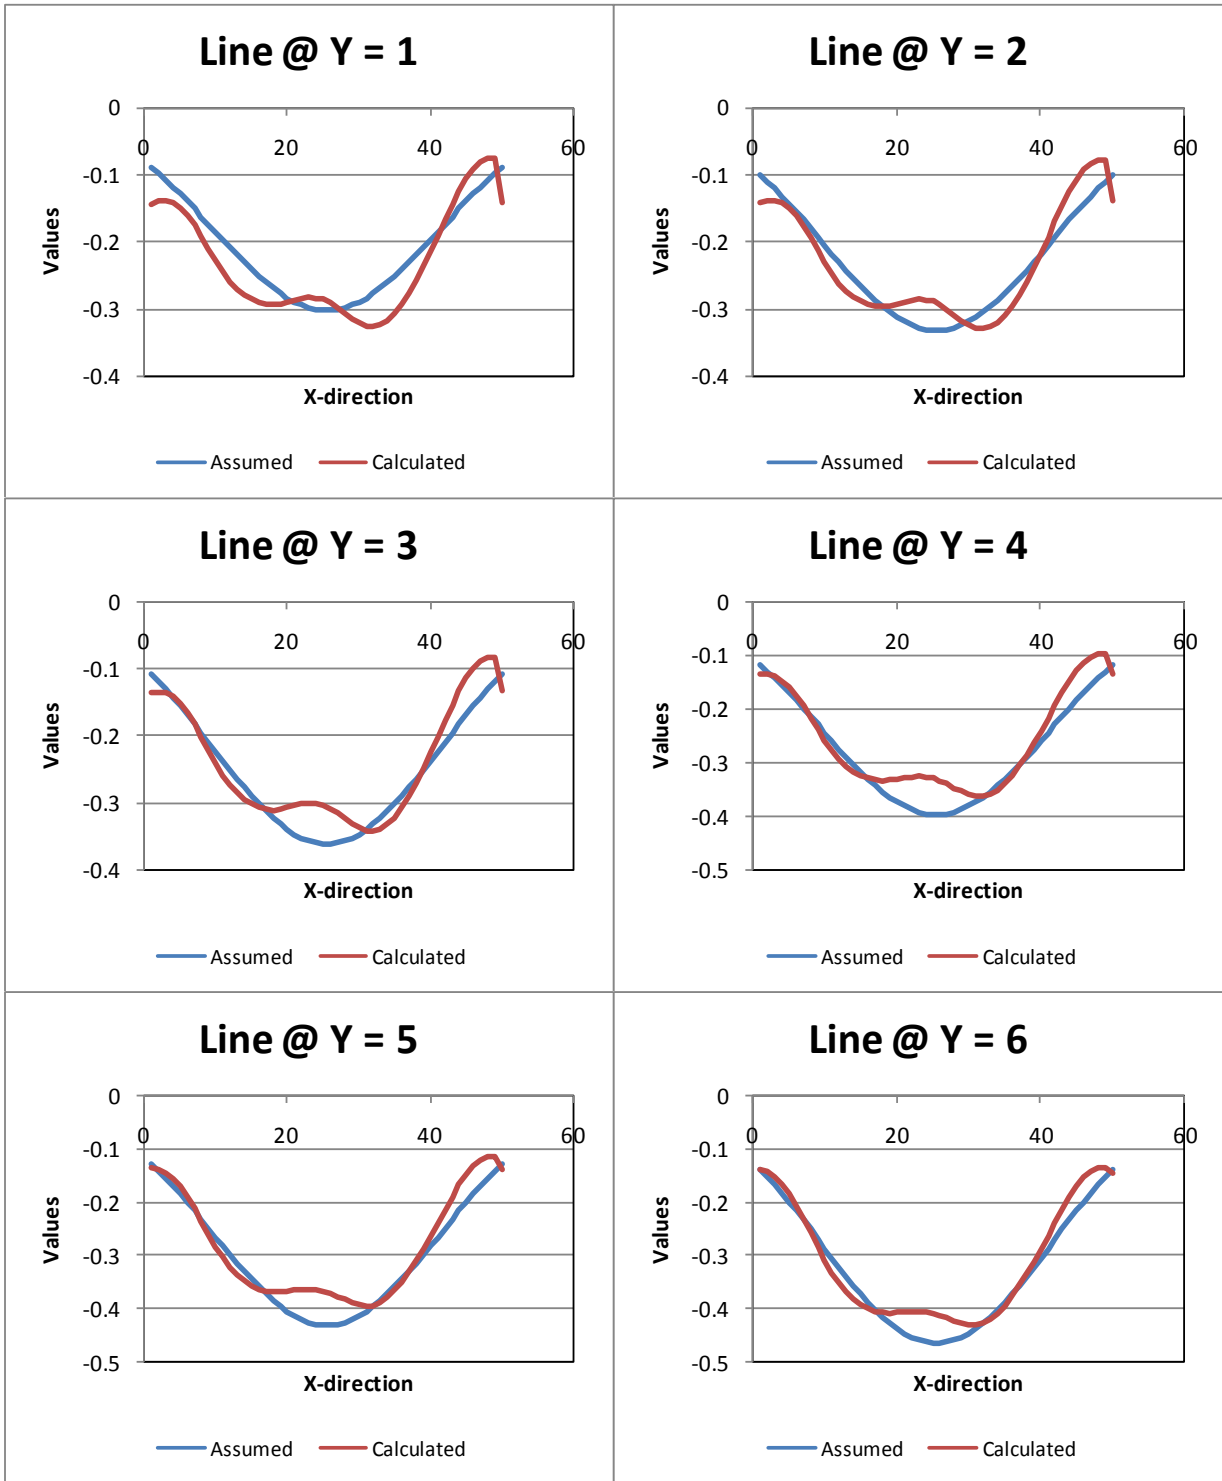 Line @ Y = 1
0
0 20 40 60
-0.1
-0.2
-0.3
-0.4
Values
X-direction
Assumed Calculated
Line @ Y = 2
0
0 20 40 60
-0.1
-0.2
-0.3
-0.4
Values
X-direction
Assumed Calculated
Line @ Y = 3
0
0 20 40 60
-0.1
-0.2
-0.3
-0.4
Values
X-direction
Assumed Calculated
Line @ Y = 4
0
0 20 40 60
-0.1
-0.2
-0.3
-0.4
-0.5
Values
X-direction
Assumed Calculated
Line @ Y = 5
0
0 20 40 60
-0.1
-0.2
-0.3
-0.4
-0.5
Values
X-direction
Assumed Calculated
Line @ Y = 6
0
0 20 40 60
-0.1
-0.2
-0.3
-0.4
-0.5
Values
X-direction
Assumed Calculated